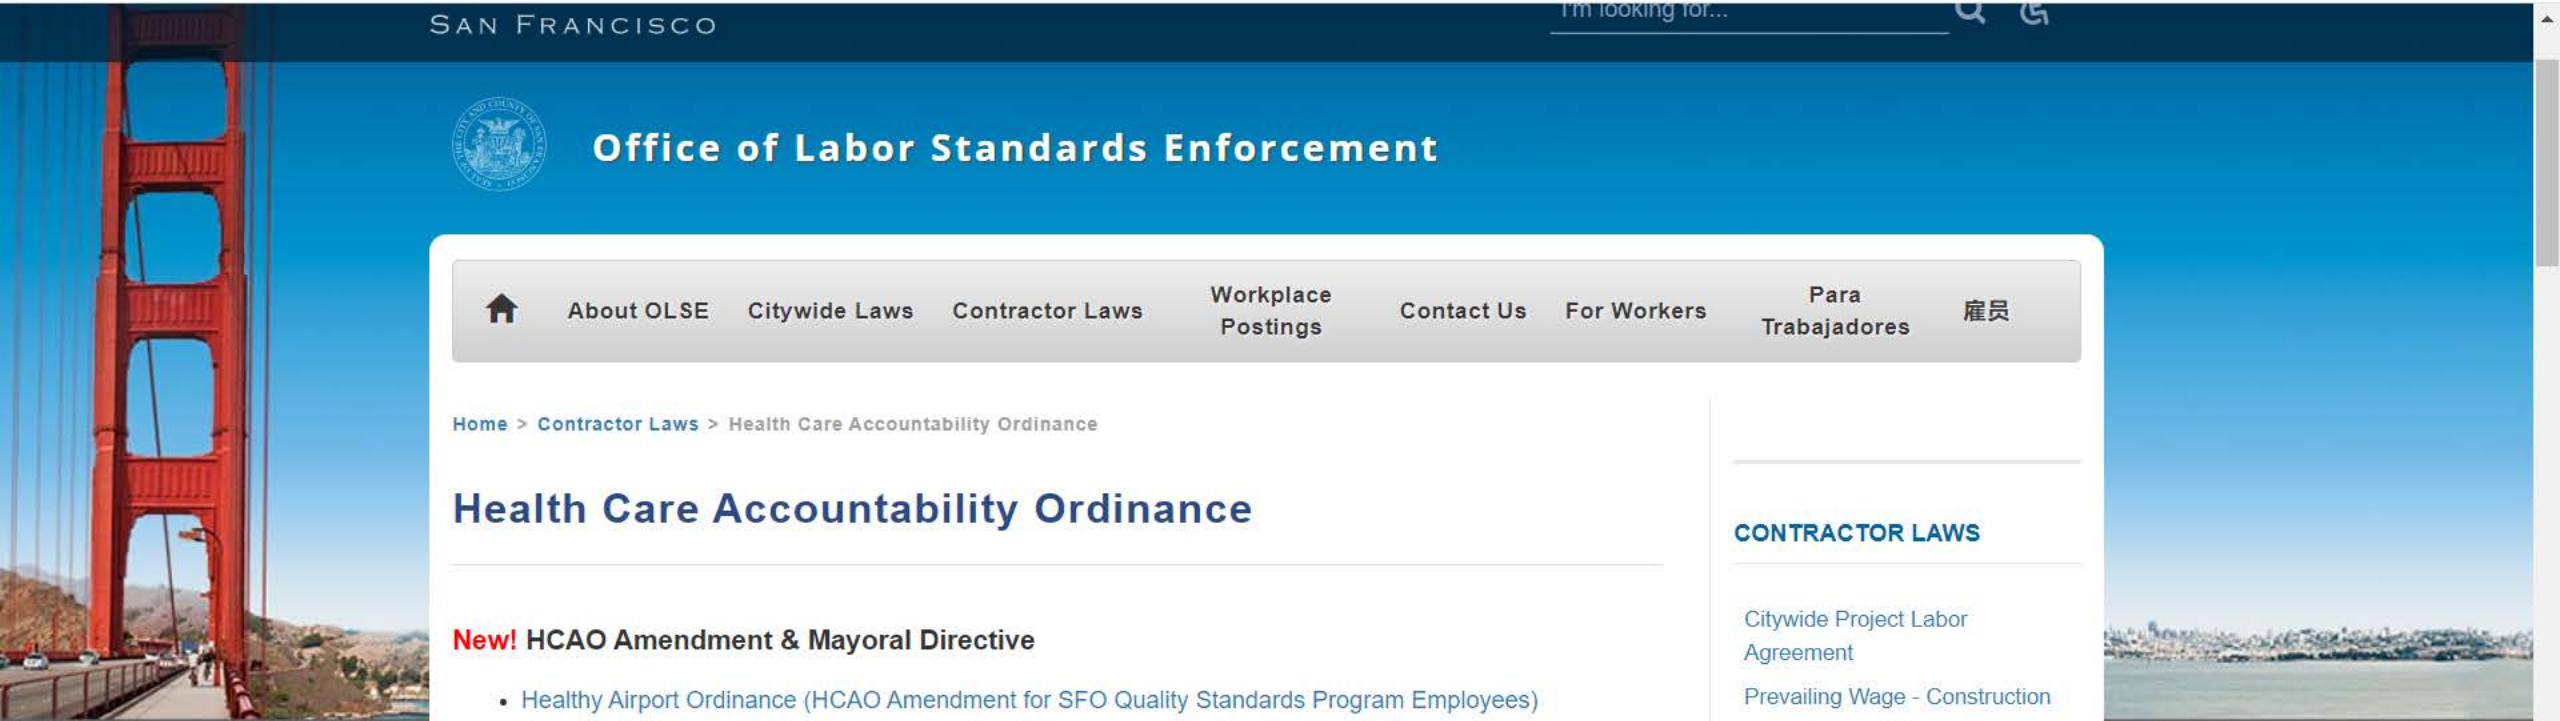 SAN FRANCISCO
I'm looking for...
Office of Labor Standards Enforcement
About OLSE
Citywide Laws
Contractor Laws
Workplace
Postings
Contact Us
For Workers
Para
Trabajadores
雇员
Home > Contractor Laws > Health Care Accountability Ordinance
Health Care Accountability Ordinance
New! HCAO Amendment & Mayoral Directive
• Healthy Airport Ordinance (HCAO Amendment for SFO Quality Standards Program Employees)
CONTRACTOR LAWS
Citywide Project Labor
Agreement
Prevailing Wage - Construction